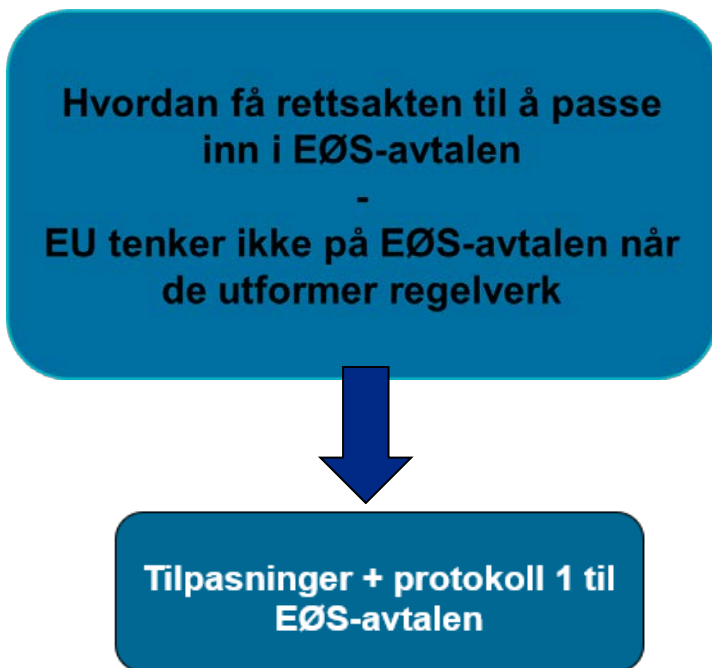 Hvordan få rettsakten til å passe
inn i EØS-avtalen
-
EU tenker ikke på EØS-avtalen når
de utformer regelverk
Tilpasninger + protokoll 1 til
EØS-avtalen